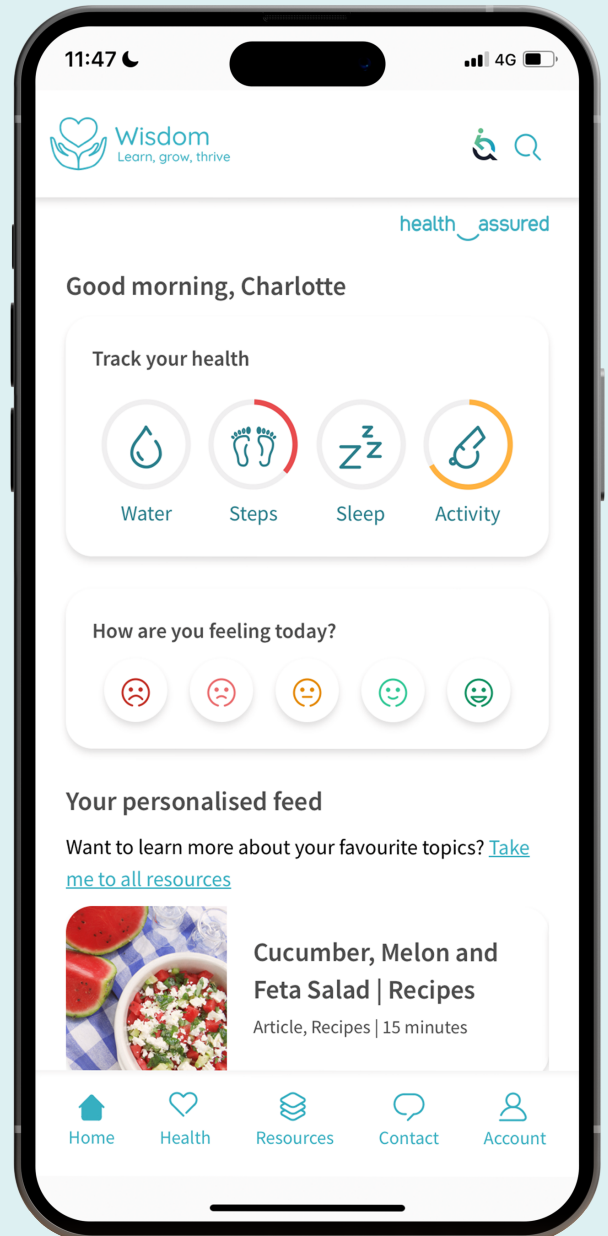 11:47
4G
Wisdom
Learn, grow, thrive
health assured
Good morning, Charlotte
Track your health
Water Steps Sleep Activity
How are you feeling today?
Your personalised feed
Want to learn more about your favourite topics? Take
me to all resources
Cucumber, Melon and
Feta Salad | Recipes
Article, Recipes | 15 minutes
Home Health Resources Contact Account